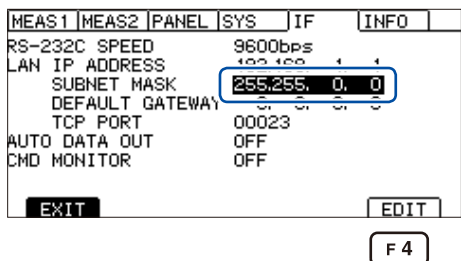 MEAS1 MEAS2 PANEL SYS IF INFO
RS-232C SPEED 9600bps
LAN IP ADDRESS
SUBNET MASK 255.255. 0. 0
DEFAULT GATEWAY
TCP PORT 00023
AUTO DATA OUT OFF
CMD MONITOR OFF
EXIT EDIT
F4